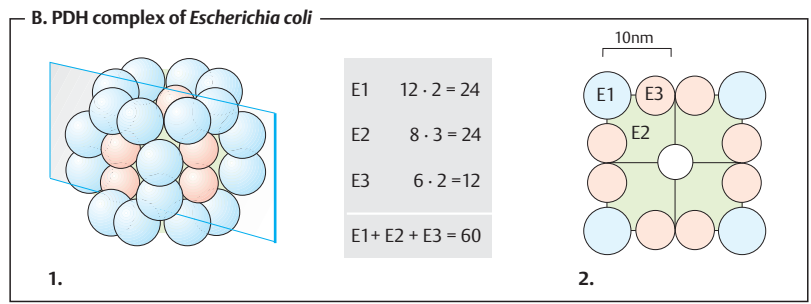 B. PDH complex of Escherichia coli
E1 12 · 2 = 24
E2 8 · 3 = 24
E3 6 · 2 =12
E1+ E2 + E3 = 60
1.
10nm
E1 E3
E2
2.